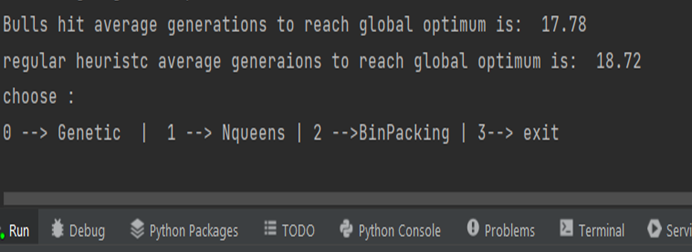 Bulls hit average generations to reach global optimum is:  17.78
regular heuristc average generaions to reach global optimum is:  18.72
choose :
0 --> Genetic  |  1 --> Nqueens | 2 -->BinPacking | 3--> exit
Run Debug Python Packages TODO Python Console Problems Terminal Servi